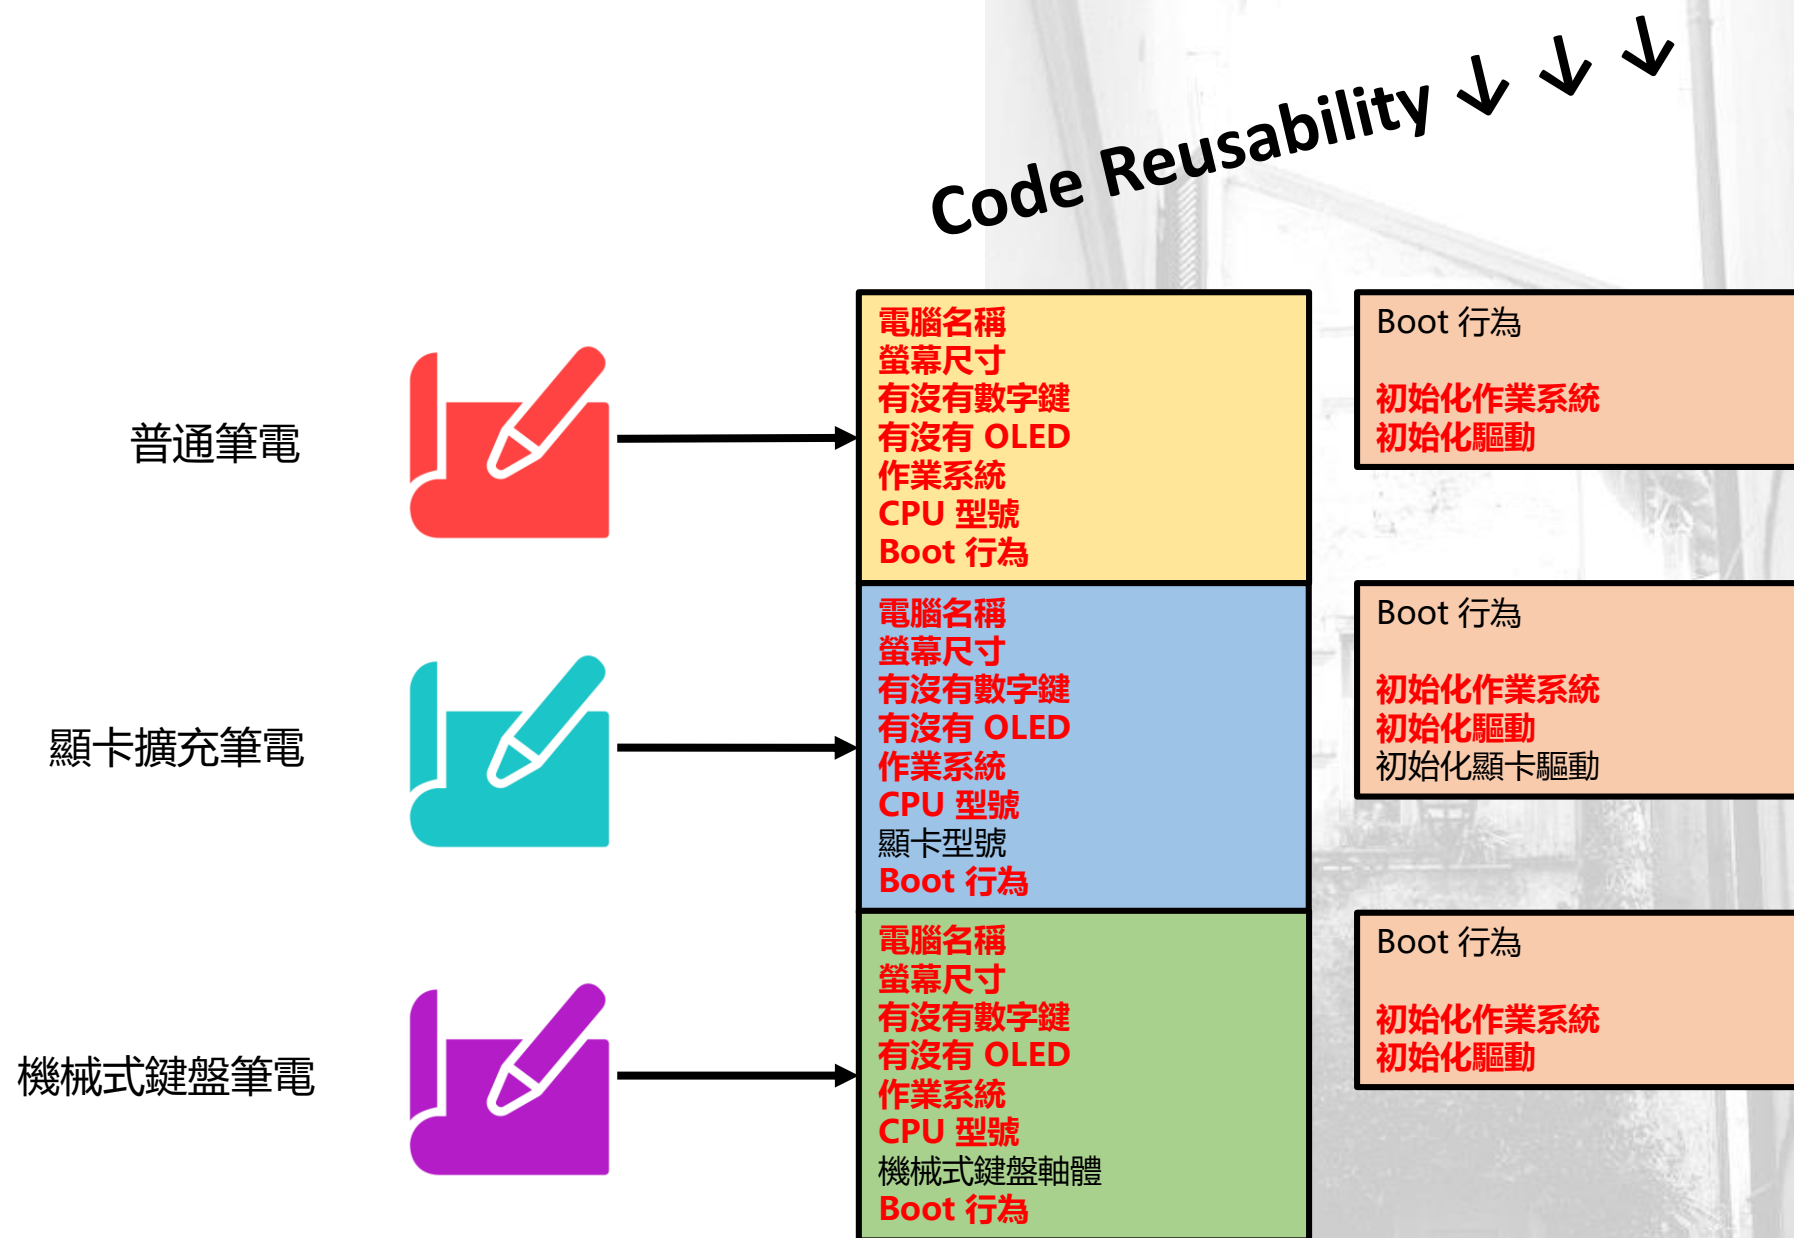 Code Reusability ↓ ↓ ↓
普通筆電
電腦名稱
螢幕尺寸
有沒有數字鍵
有沒有 OLED
作業系統
CPU 型號
Boot 行為
Boot 行為
初始化作業系統
初始化驅動
顯卡擴充筆電
電腦名稱
螢幕尺寸
有沒有數字鍵
有沒有 OLED
作業系統
CPU 型號
顯卡型號
Boot 行為
Boot 行為
初始化作業系統
初始化驅動
初始化顯卡驅動
機械式鍵盤筆電
電腦名稱
螢幕尺寸
有沒有數字鍵
有沒有 OLED
作業系統
CPU 型號
機械式鍵盤軸體
Boot 行為
Boot 行為
初始化作業系統
初始化驅動